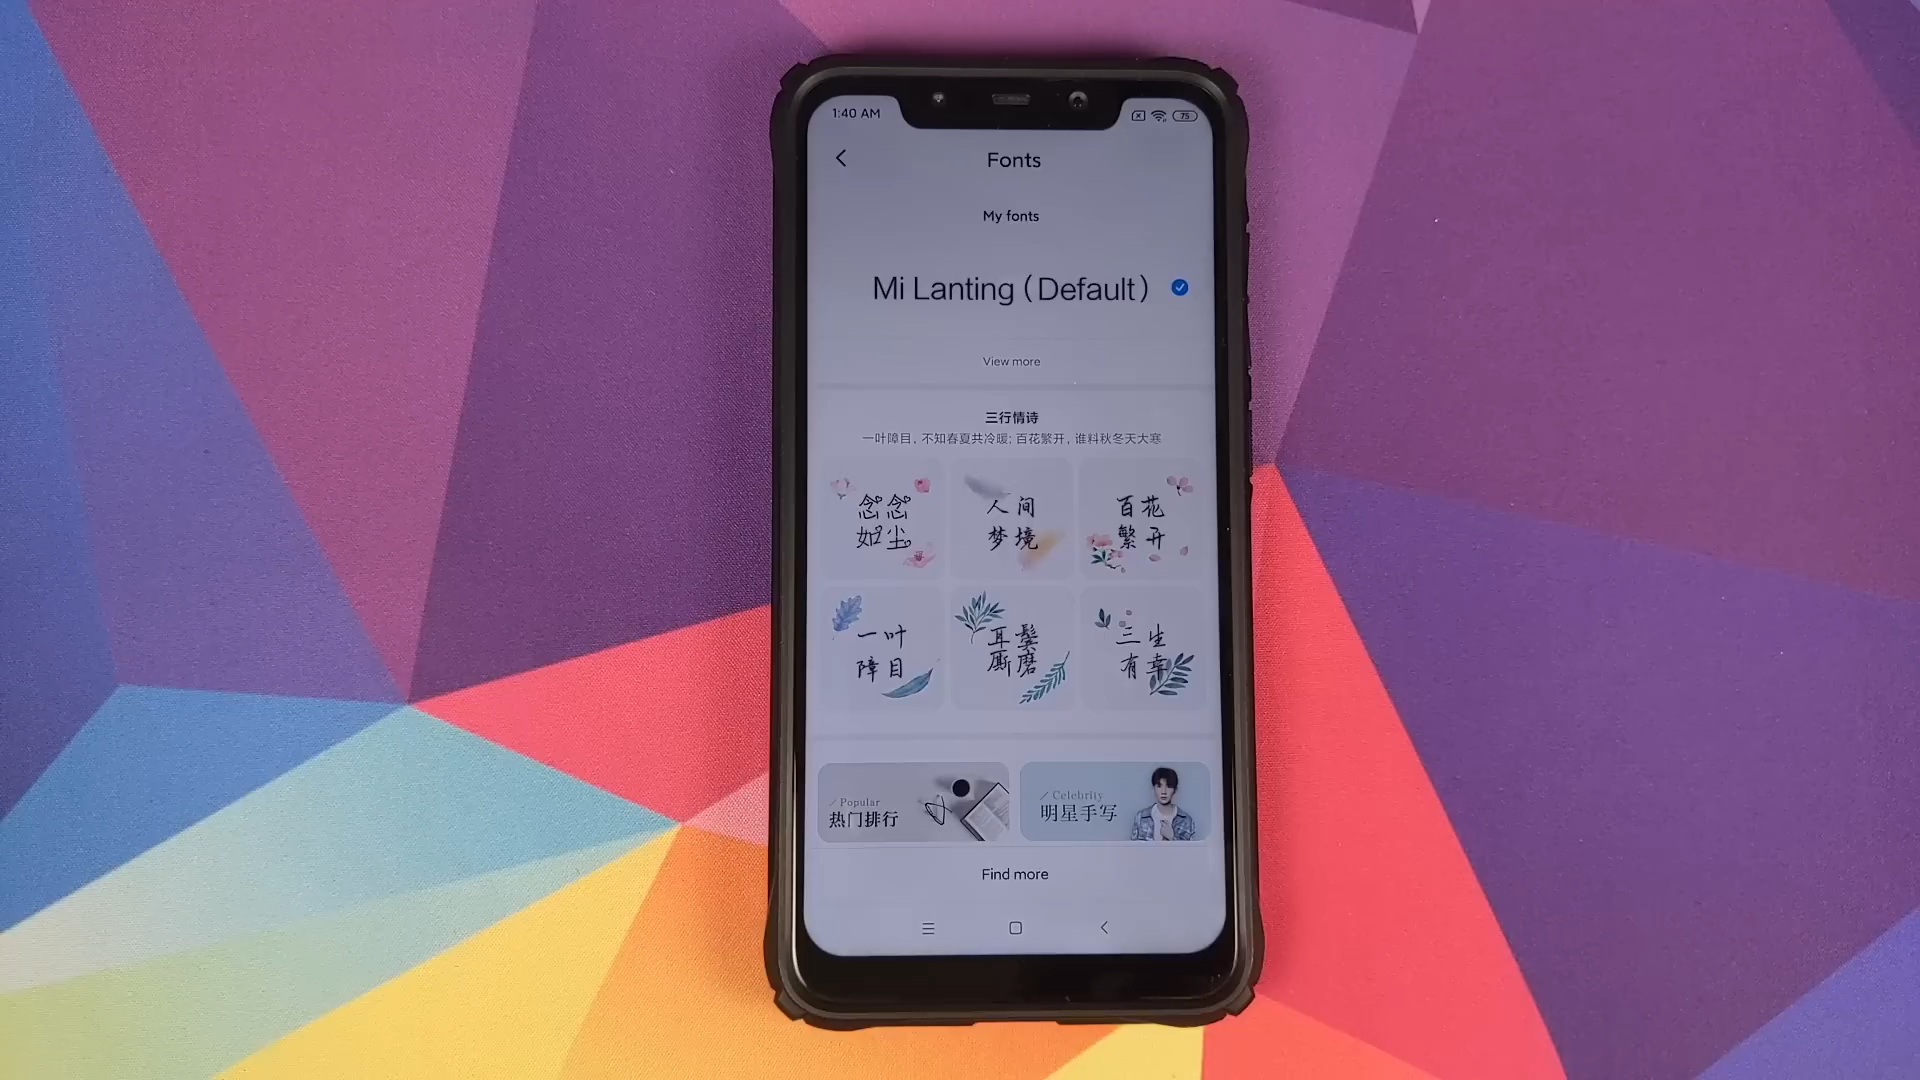 1:40 AM
75
Fonts
My fonts
Mi Lanting（Default）
View more
三行情诗
一叶障目, 不知春夏共冷暖; 百花繁开, 谁料秋冬天大寒
念念
如尘
人间
梦境
百花
繁开
一叶
障目
耳鬓
厮磨
三生
有幸
/ Popular
热门排行
/ Celebrity
明星手写
Find more